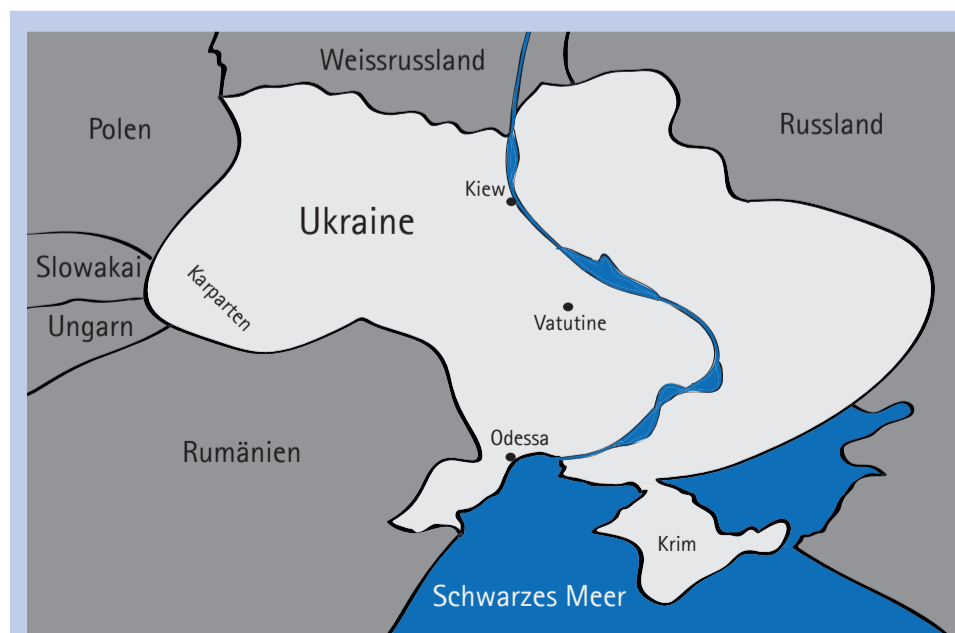 Weissrussland
Polen
Russland
Kiew
Ukraine
Slowakai
Karparten
Ungarn
Vatutine
Odessa
Rumänien
Krim
Schwarzes Meer